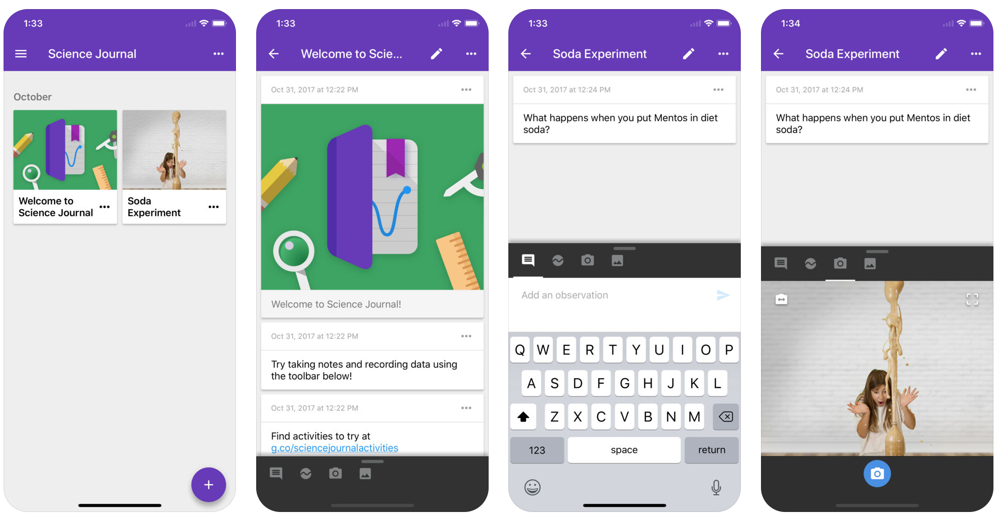 1:33
Science Journal
October
Welcome to
Science Journal
Soda
Experiment
1:33
Welcome to Scie...
Oct 31, 2017 at 12:22 PM
Welcome to Science Journal!
Oct 31, 2017 at 12:22 PM
Try taking notes and recording data using
the toolbar below!
Oct 31, 2017 at 12:22 PM
Find activities to try at
g.co/sciencejournalactivities
1:33
Soda Experiment
Oct 31, 2017 at 12:24 PM
What happens when you put Mentos in diet
soda?
Add an observation
Q W E R T Y U I O P
A S D F G H J K L
Z X C V B N M
123 space return
1:34
Soda Experiment
Oct 31, 2017 at 12:24 PM
What happens when you put Mentos in diet
soda?